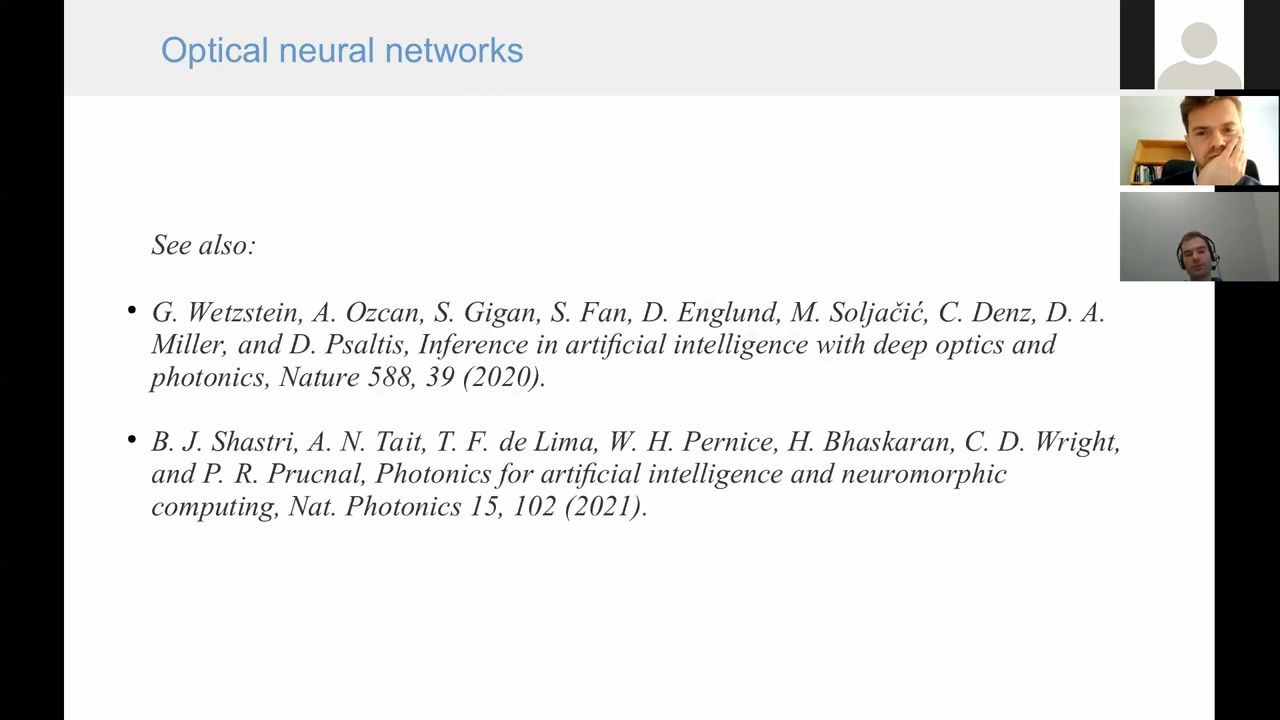 Optical neural networks
See also:
• G. Wetzstein, A. Ozcan, S. Gigan, S. Fan, D. Englund, M. Soljačić, C. Denz, D. A.
Miller, and D. Psaltis, Inference in artificial intelligence with deep optics and
photonics, Nature 588, 39 (2020).
• B. J. Shastri, A. N. Tait, T. F. de Lima, W. H. Pernice, H. Bhaskaran, C. D. Wright,
and P. R. Prucnal, Photonics for artificial intelligence and neuromorphic
computing, Nat. Photonics 15, 102 (2021).